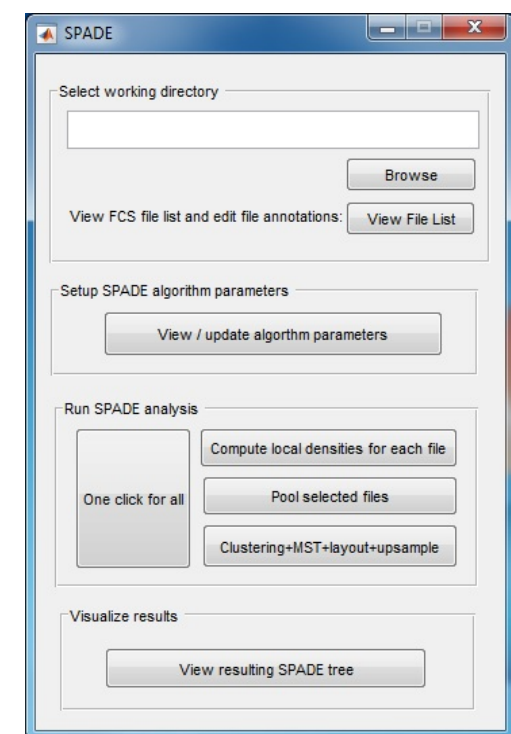 SPADE
Select working directory
Browse
View FCS file list and edit file annotations: View File List
Setup SPADE algorithm parameters
View / update algorthm parameters
Run SPADE analysis
One click for all
Compute local densities for each file
Pool selected files
Clustering+MST+layout+upsample
Visualize results
View resulting SPADE tree